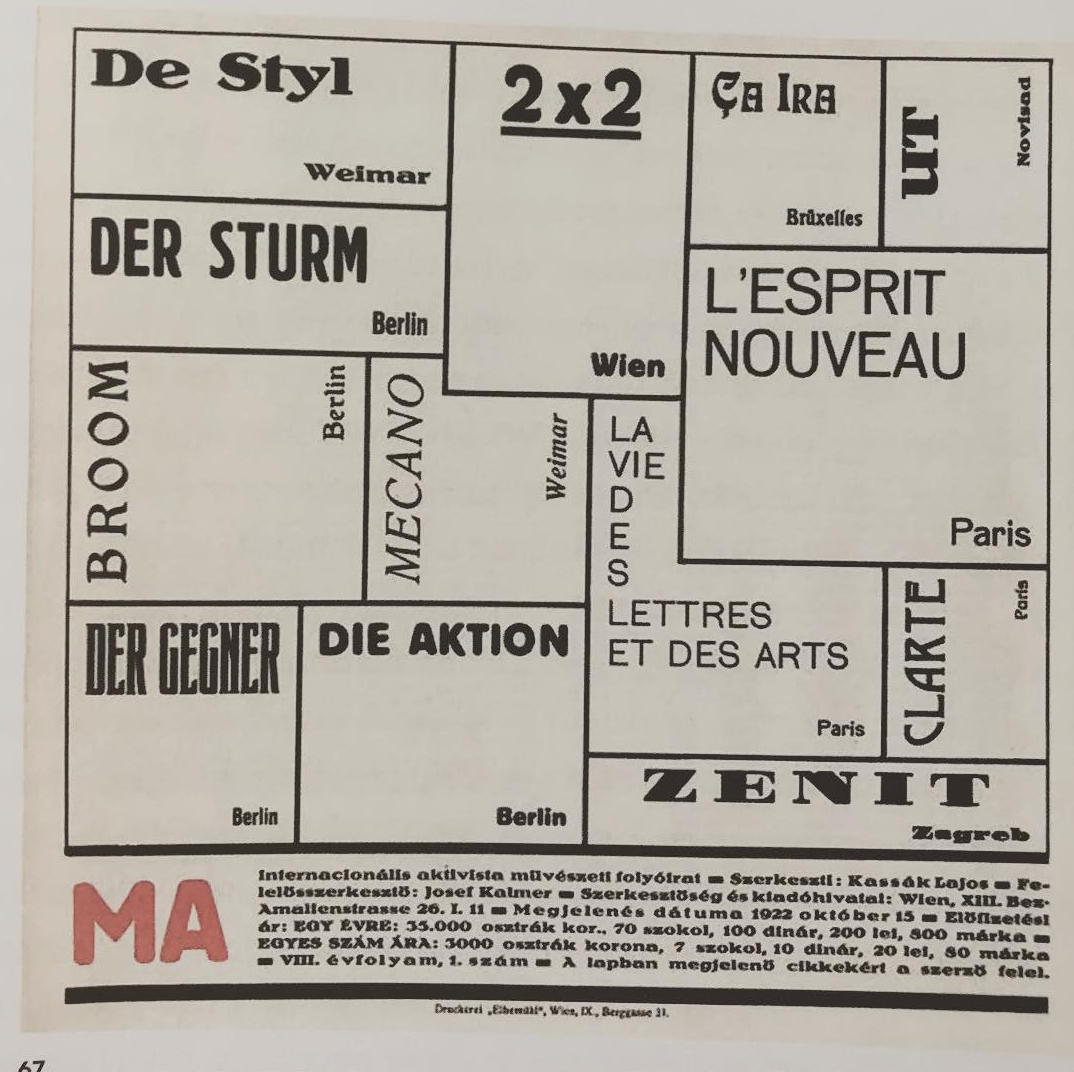 De Styl
Weimar
2x2
Wien
Ça Ira
Brüxelles
UT
Novisad
DER STURM
Berlin
L'ESPRIT
NOUVEAU
Paris
BROOM
Berlin
MECANO
Weimar
LA
VIE
D
E
S
LETTRES
ET DES ARTS
Paris
CLARTE
Paris
DER GEGNER
Berlin
DIE AKTION
Berlin
ZENIT
Zagreb
MA
Internacionális aktivista művészeti folyóirat = Szerkeszti: Kassák Lajos = Fe-
lelősszerkesztő: Josef Kalmer = Szerkesztőség és kiadóhivatal: Wien, XIII. Bez.
Amalienstrasse 26. I. 11 = Megjelenés dátuma 1922 október 15 = Előfizetési
ár: EGY ÉVRE: 35.000 osztrák kor., 70 szokol, 100 dinár, 200 lei, 800 márka =
EGYES SZÁM ÁRA: 3000 osztrák korona, 7 szokol, 10 dinár, 20 lei, 80 márka
= VIII. évfolyam, 1. szám = A lapban megjelenő cikkekért a szerző felel.
Druckerei „Elbemühl“, Wien, IX., Berggasse 31.
67